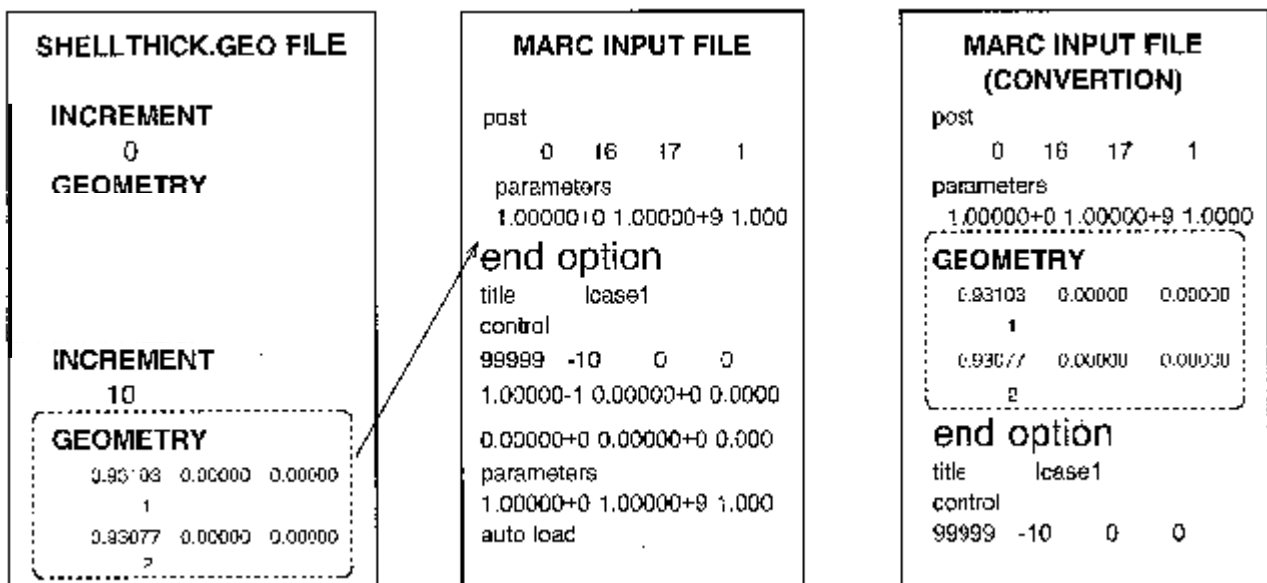 SHELLTHICK.GEO FILE
INCREMENT
0
GEOMETRY
INCREMENT
10
GEOMETRY
0.93103 0.00000 0.00000
1
0.93077 0.00000 0.00000
2
MARC INPUT FILE
post
0 16 17 1
parameters
1.00000+0 1.00000+9 1.000
end option
title lcase1
control
99999 -10 0 0
1.00000-1 0.00000+0 0.0000
0.00000+0 0.00000+0 0.000
parameters
1.00000+0 1.00000+9 1.000
auto load
MARC INPUT FILE
(CONVERTION)
post
0 16 17 1
parameters
1.00000+0 1.00000+9 1.0000
GEOMETRY
0.93103 0.00000 0.00000
1
0.93077 0.00000 0.00000
2
end option
title lcase1
control
99999 -10 0 0